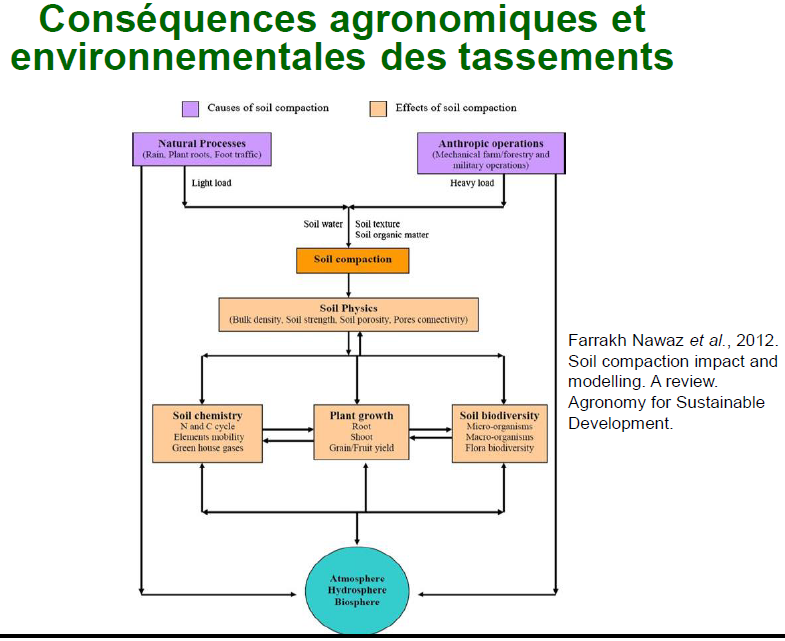 Conséquences agronomiques et
environnementales des tassements
Causes of soil compaction
Effects of soil compaction
Natural Processes
(Rain, Plant roots, Foot traffic)
Anthropic operations
(Mechanical farm/forestry and
military operations)
Light load
Heavy load
Soil water
Soil texture
Soil organic matter
Soil compaction
Soil Physics
(Bulk density, Soil strength, Soil porosity, Pores connectivity)
Farrakh Nawaz et al., 2012.
Soil compaction impact and
modelling. A review.
Agronomy for Sustainable
Development.
Soil chemistry
N and C cycle
Elements mobility
Green house gases
Plant growth
Root
Shoot
Grain/Fruit yield
Soil biodiversity
Micro-organisms
Macro-organisms
Flora biodiversity
Atmosphere
Hydrosphere
Biosphere